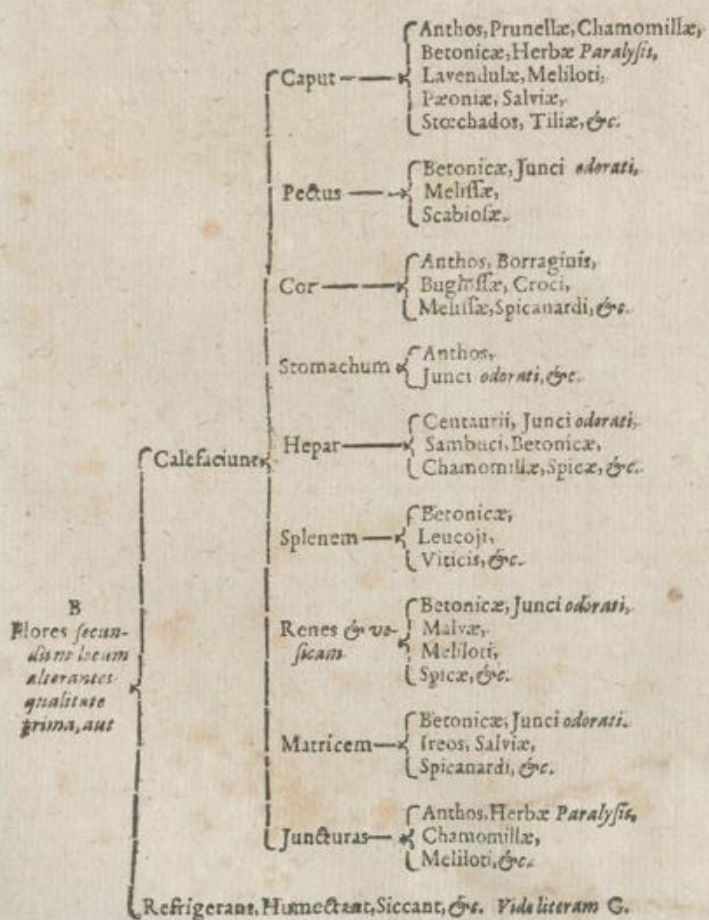 Anthos, Prunellæ, Chamomillæ,
Betonicæ, Herbæ Paralysis,
Caput
Lavendulæ, Meliloti,
Pæoniæ, Salviæ,
Stœchados, Tiliæ, &c.
Betonicæ, Junci odorati,
Pectus
Melissæ,
Scabiosæ.
Anthos, Borraginis,
Cor
Buglossæ, Croci,
Melissæ, Spicanardi, &c.
Stomachum
Anthos,
Junci odorati, &c.
Centaurii, Junci odorati,
Calefaciunt
Hepar
Sambuci, Betonicæ,
Chamomillæ, Spicæ, &c.
Betonicæ,
Splenem
Leucoji,
Viticis, &c.
B
Flores secun-
dum locum
alterantes
qualitate
prima, aut
Betonicæ, Junci odorati,
Renes & ve-
sicam
Malvæ,
Meliloti,
Spicæ, &c.
Betonicæ, Junci odorati.
Matricem
Ireos, Salviæ,
Spicanardi, &c.
Anthos, Herbæ Paralysis,
Juncturas
Chamomillæ,
Meliloti, &c.
Refrigerant, Humectant, Siccant, &c. Vide literam G.